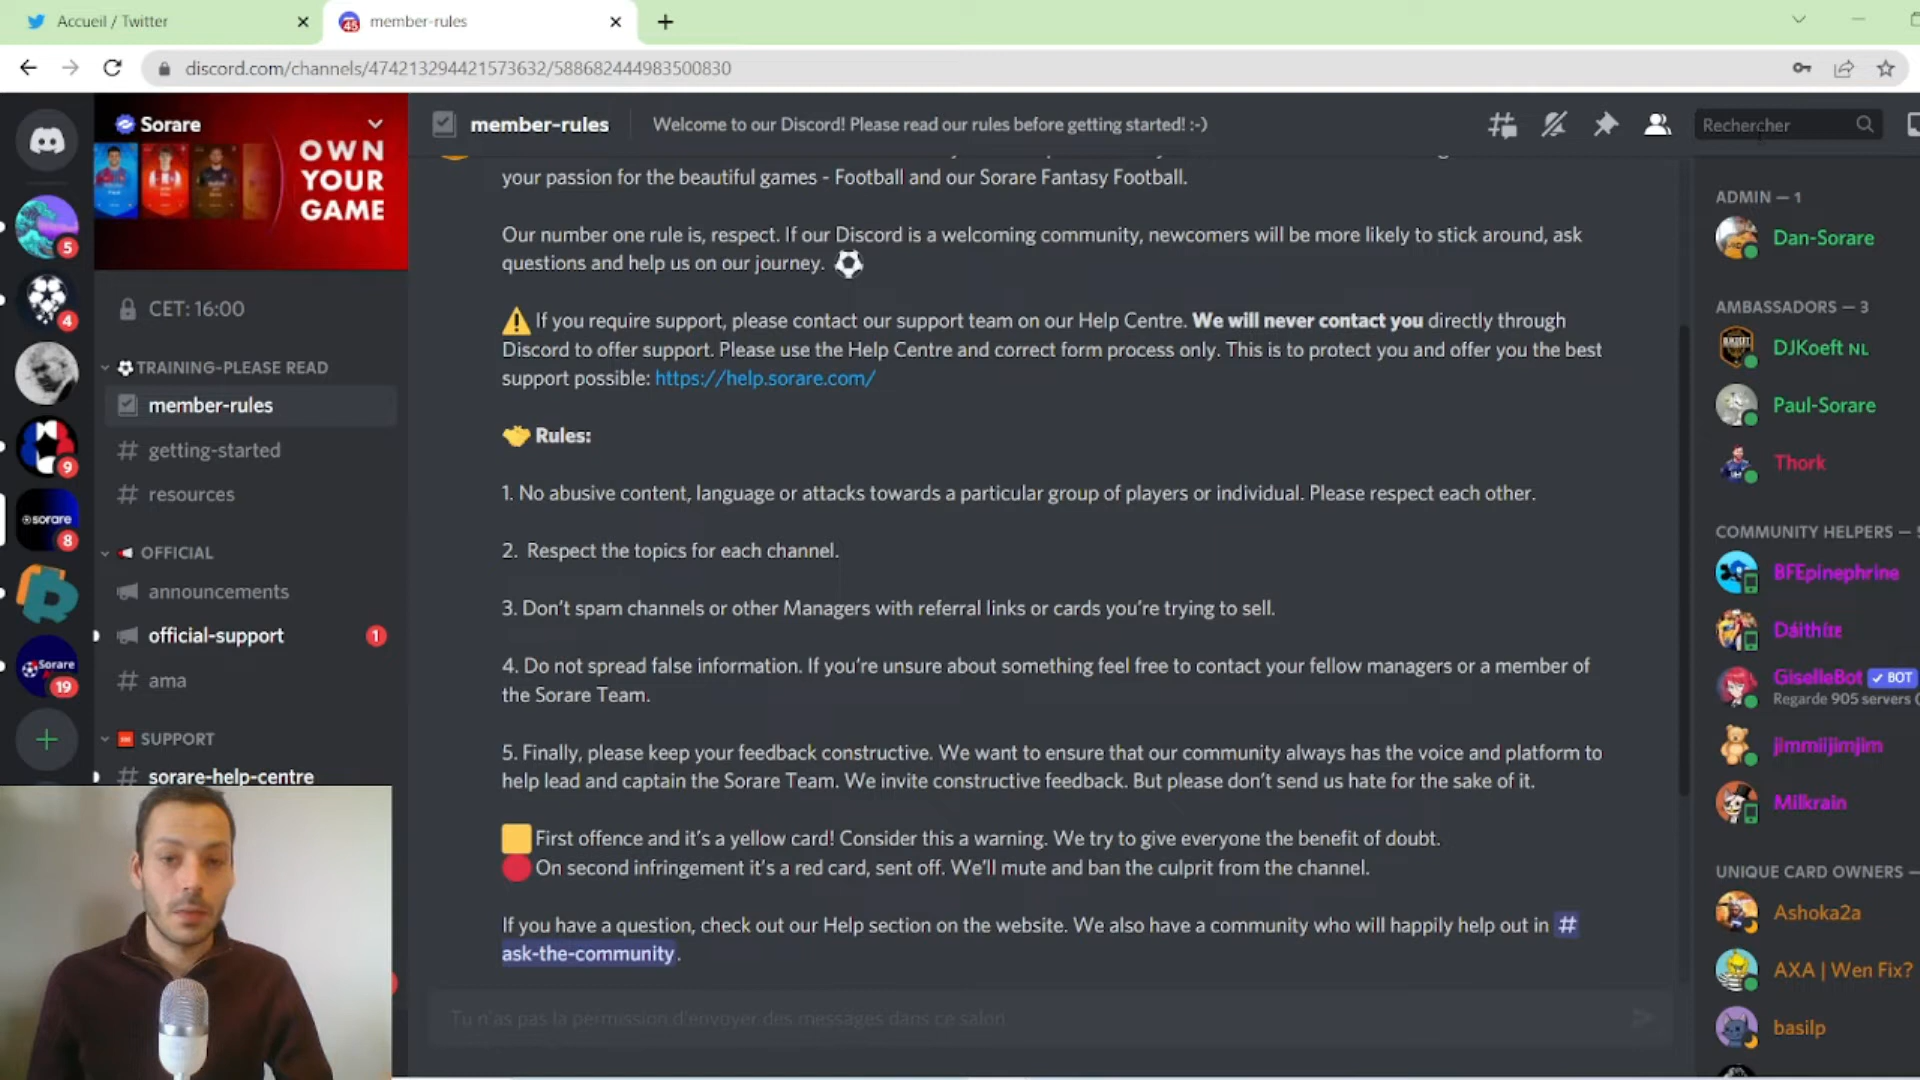 Accueil / Twitter
member-rules
discord.com/channels/474213294421573632/588682444983500830
Sorare
OWN
YOUR
GAME
member-rules
Welcome to our Discord! Please read our rules before getting started! :-)
Rechercher
CET: 16:00
TRAINING-PLEASE READ
member-rules
# getting-started
# resources
OFFICIAL
announcements
official-support 1
# ama
SUPPORT
# sorare-help-centre
45
5
4
9
sorare
8
Sorare
19
your passion for the beautiful games - Football and our Sorare Fantasy Football.
Our number one rule is, respect. If our Discord is a welcoming community, newcomers will be more likely to stick around, ask
questions and help us on our journey.
If you require support, please contact our support team on our Help Centre. We will never contact you directly through
Discord to offer support. Please use the Help Centre and correct form process only. This is to protect you and offer you the best
support possible: https://help.sorare.com/
Rules:
1. No abusive content, language or attacks towards a particular group of players or individual. Please respect each other.
2. Respect the topics for each channel.
3. Don't spam channels or other Managers with referral links or cards you're trying to sell.
4. Do not spread false information. If you're unsure about something feel free to contact your fellow managers or a member of
the Sorare Team.
5. Finally, please keep your feedback constructive. We want to ensure that our community always has the voice and platform to
help lead and captain the Sorare Team. We invite constructive feedback. But please don't send us hate for the sake of it.
First offence and it's a yellow card! Consider this a warning. We try to give everyone the benefit of doubt.
On second infringement it's a red card, sent off. We'll mute and ban the culprit from the channel.
If you have a question, check out our Help section on the website. We also have a community who will happily help out in #
ask-the-community.
Tu n'as pas la permission d'envoyer des messages dans ce salon
ADMIN — 1
Dan-Sorare
AMBASSADORS — 3
DJKoeft NL
Paul-Sorare
Thork
COMMUNITY HELPERS —
BFEpinephrine
Dáithí
GiselleBot ✓ BOT
Regarde 905 servers
jimmiijimjim
Milkrain
UNIQUE CARD OWNERS —
Ashoka2a
AXA | Wen Fix?
basilp